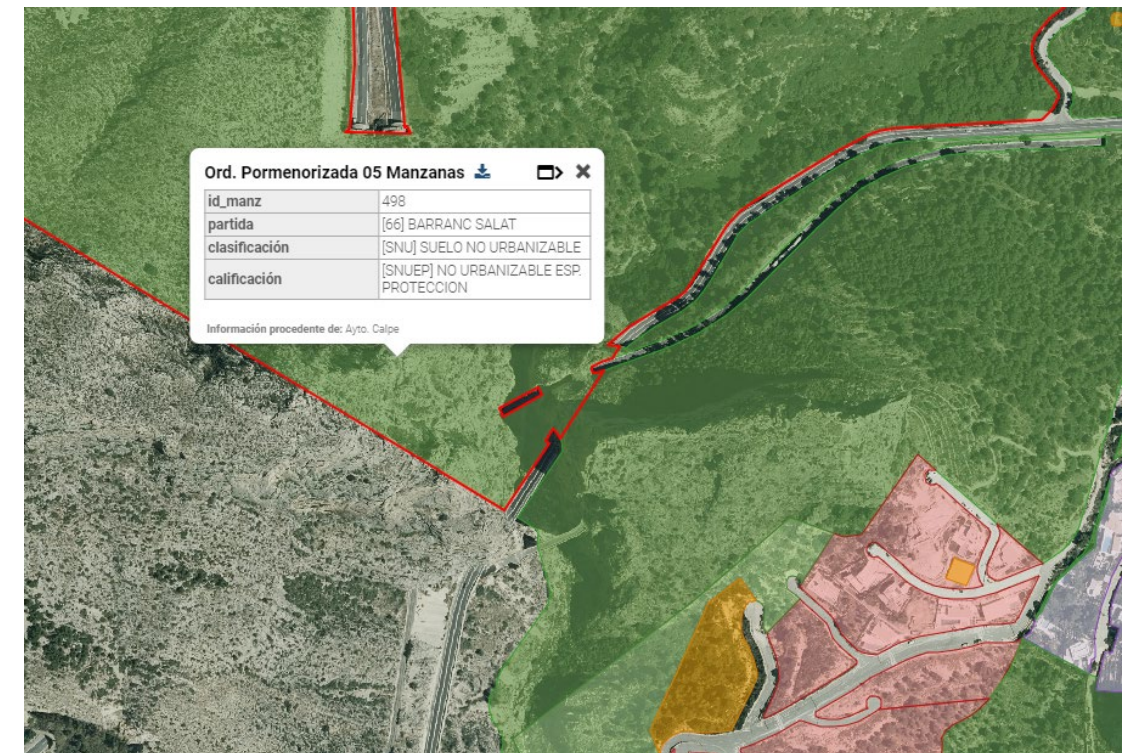 Ord. Pormenorizada 05 Manzanas
id_manz 498
partida [66] BARRANC SALAT
clasificación [SNU] SUELO NO URBANIZABLE
calificación [SNUEP] NO URBANIZABLE ESP.
PROTECCION
Información procedente de: Ayto. Calpe